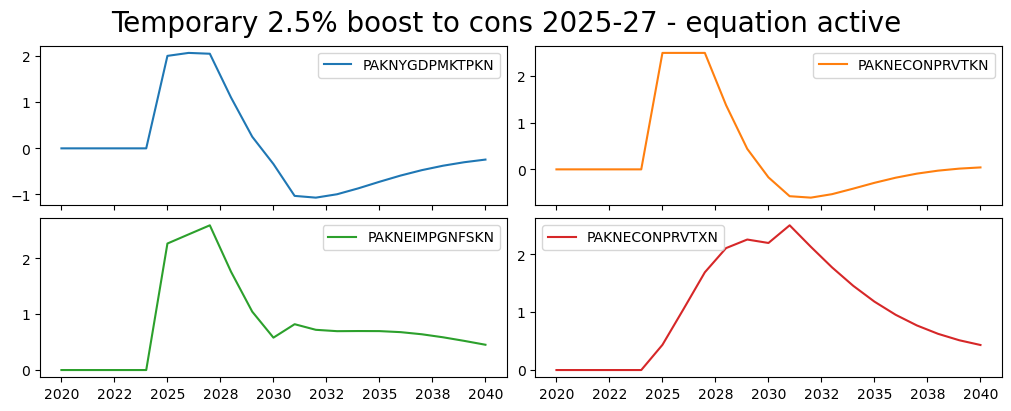 Temporary 2.5% boost to cons 2025-27 - equation active
2
1
0
−1
PAKNYGDPMKTPKN
2
1
0
PAKNECONPRVTKN
2
1
0
PAKNEIMPGNFSKN
2020 2022 2025 2027 2030 2032 2035 2038 2040
2
1
0
PAKNECONPRVTXN
2020 2022 2025 2027 2030 2032 2035 2038 2040